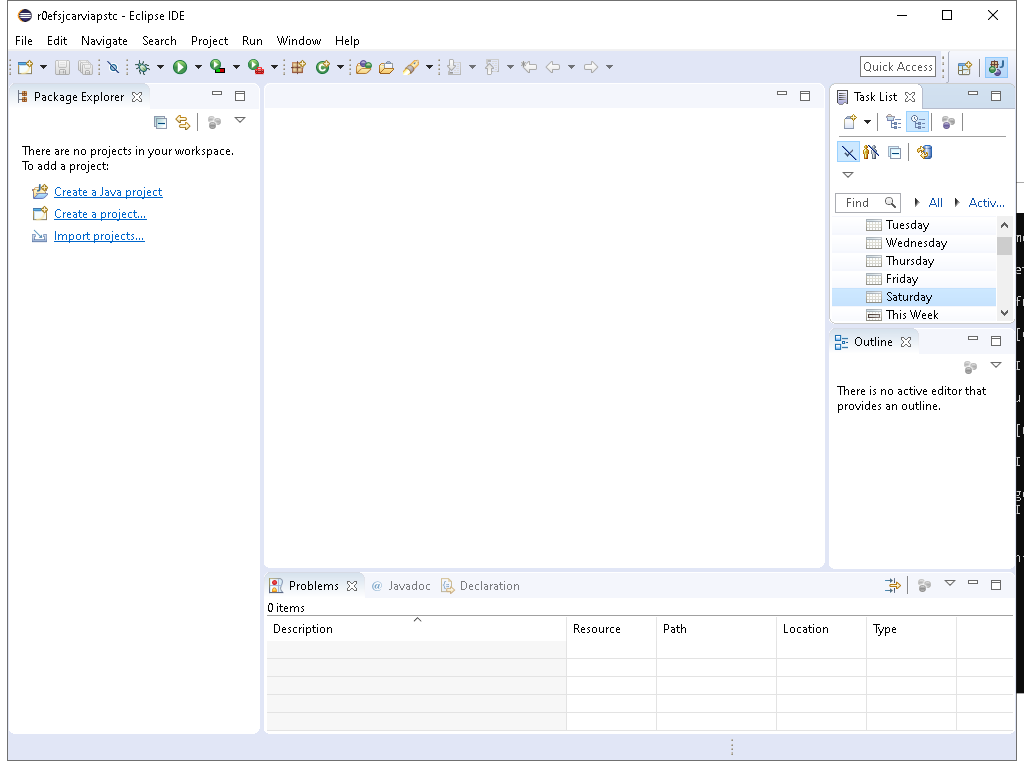 r0efsjcarviapstc - Eclipse IDE
File Edit Navigate Search Project Run Window Help
Quick Access
Package Explorer
There are no projects in your workspace.
To add a project:
Create a Java project
Create a project...
Import projects...
Task List
Find All Activ...
Tuesday
Wednesday
Thursday
Friday
Saturday
This Week
Outline
There is no active editor that
provides an outline.
Problems @ Javadoc Declaration
0 items
Description Resource Path Location Type